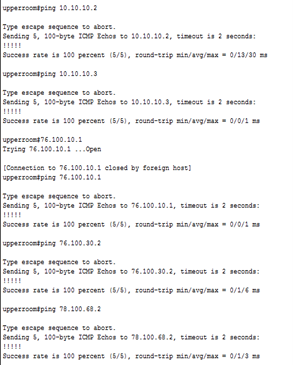 upperroom#ping 10.10.10.2
Type escape sequence to abort.
Sending 5, 100-byte ICMP Echos to 10.10.10.2, timeout is 2 seconds:
!!!!!
Success rate is 100 percent (5/5), round-trip min/avg/max = 0/13/30 ms
upperroom#ping 10.10.10.3
Type escape sequence to abort.
Sending 5, 100-byte ICMP Echos to 10.10.10.3, timeout is 2 seconds:
!!!!!
Success rate is 100 percent (5/5), round-trip min/avg/max = 0/0/1 ms
upperroom#76.100.10.1
Trying 76.100.10.1 ...Open
[Connection to 76.100.10.1 closed by foreign host]
upperroom#ping 76.100.10.1
Type escape sequence to abort.
Sending 5, 100-byte ICMP Echos to 76.100.10.1, timeout is 2 seconds:
!!!!!
Success rate is 100 percent (5/5), round-trip min/avg/max = 0/0/1 ms
upperroom#ping 76.100.30.2
Type escape sequence to abort.
Sending 5, 100-byte ICMP Echos to 76.100.30.2, timeout is 2 seconds:
!!!!!
Success rate is 100 percent (5/5), round-trip min/avg/max = 0/1/6 ms
upperroom#ping 78.100.68.2
Type escape sequence to abort.
Sending 5, 100-byte ICMP Echos to 78.100.68.2, timeout is 2 seconds:
!!!!!
Success rate is 100 percent (5/5), round-trip min/avg/max = 0/1/3 ms